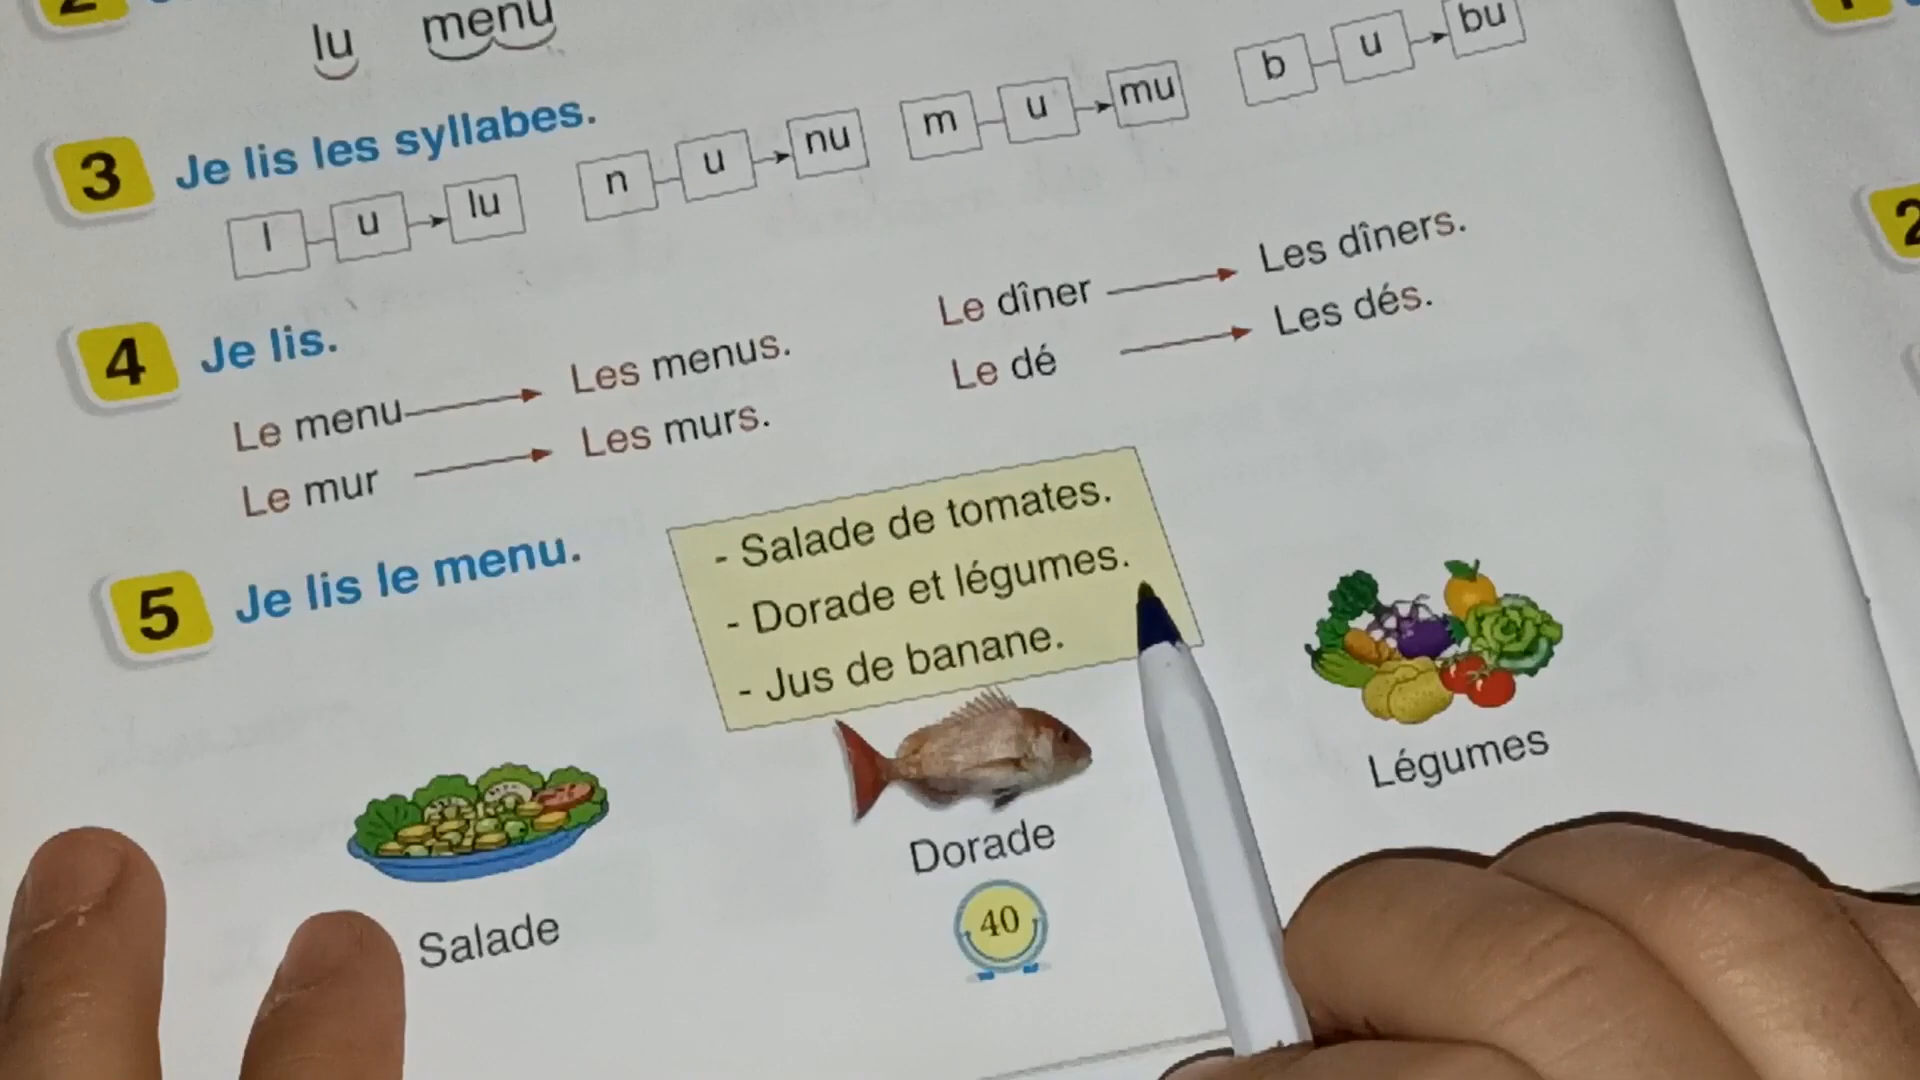 lu menu
3 Je lis les syllabes.
l u lu n u nu m u mu b u bu
4 Je lis.
Le menu Les menus. Le dîner Les dîners.
Le mur Les murs. Le dé Les dés.
5 Je lis le menu.
- Salade de tomates.
- Dorade et légumes.
- Jus de banane.
Salade Dorade Légumes
40
2